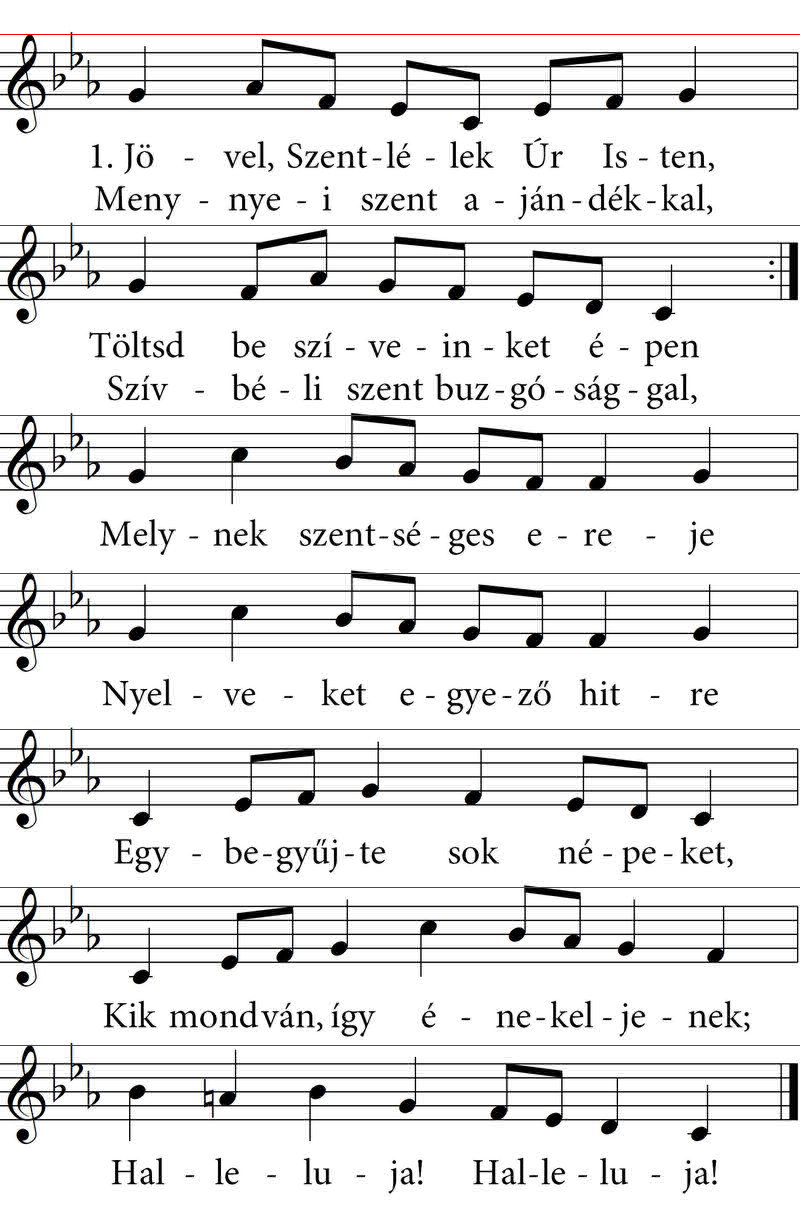 1. Jö - vel, Szent - lé - lek Úr Is - ten,
Meny - nye - i szent a - ján - dék - kal,
Töltsd be szí - ve - in - ket é - pen
Szív - bé - li szent buz - gó - ság - gal,
Mely - nek szent - sé - ges e - re - je
Nyel - ve - ket e - gye - ző hit - re
Egy - be - gyűj - te sok né - pe - ket,
Kik mondván, így é - ne - kel - je - nek;
Hal - le - lu - ja! Hal - le - lu - ja!